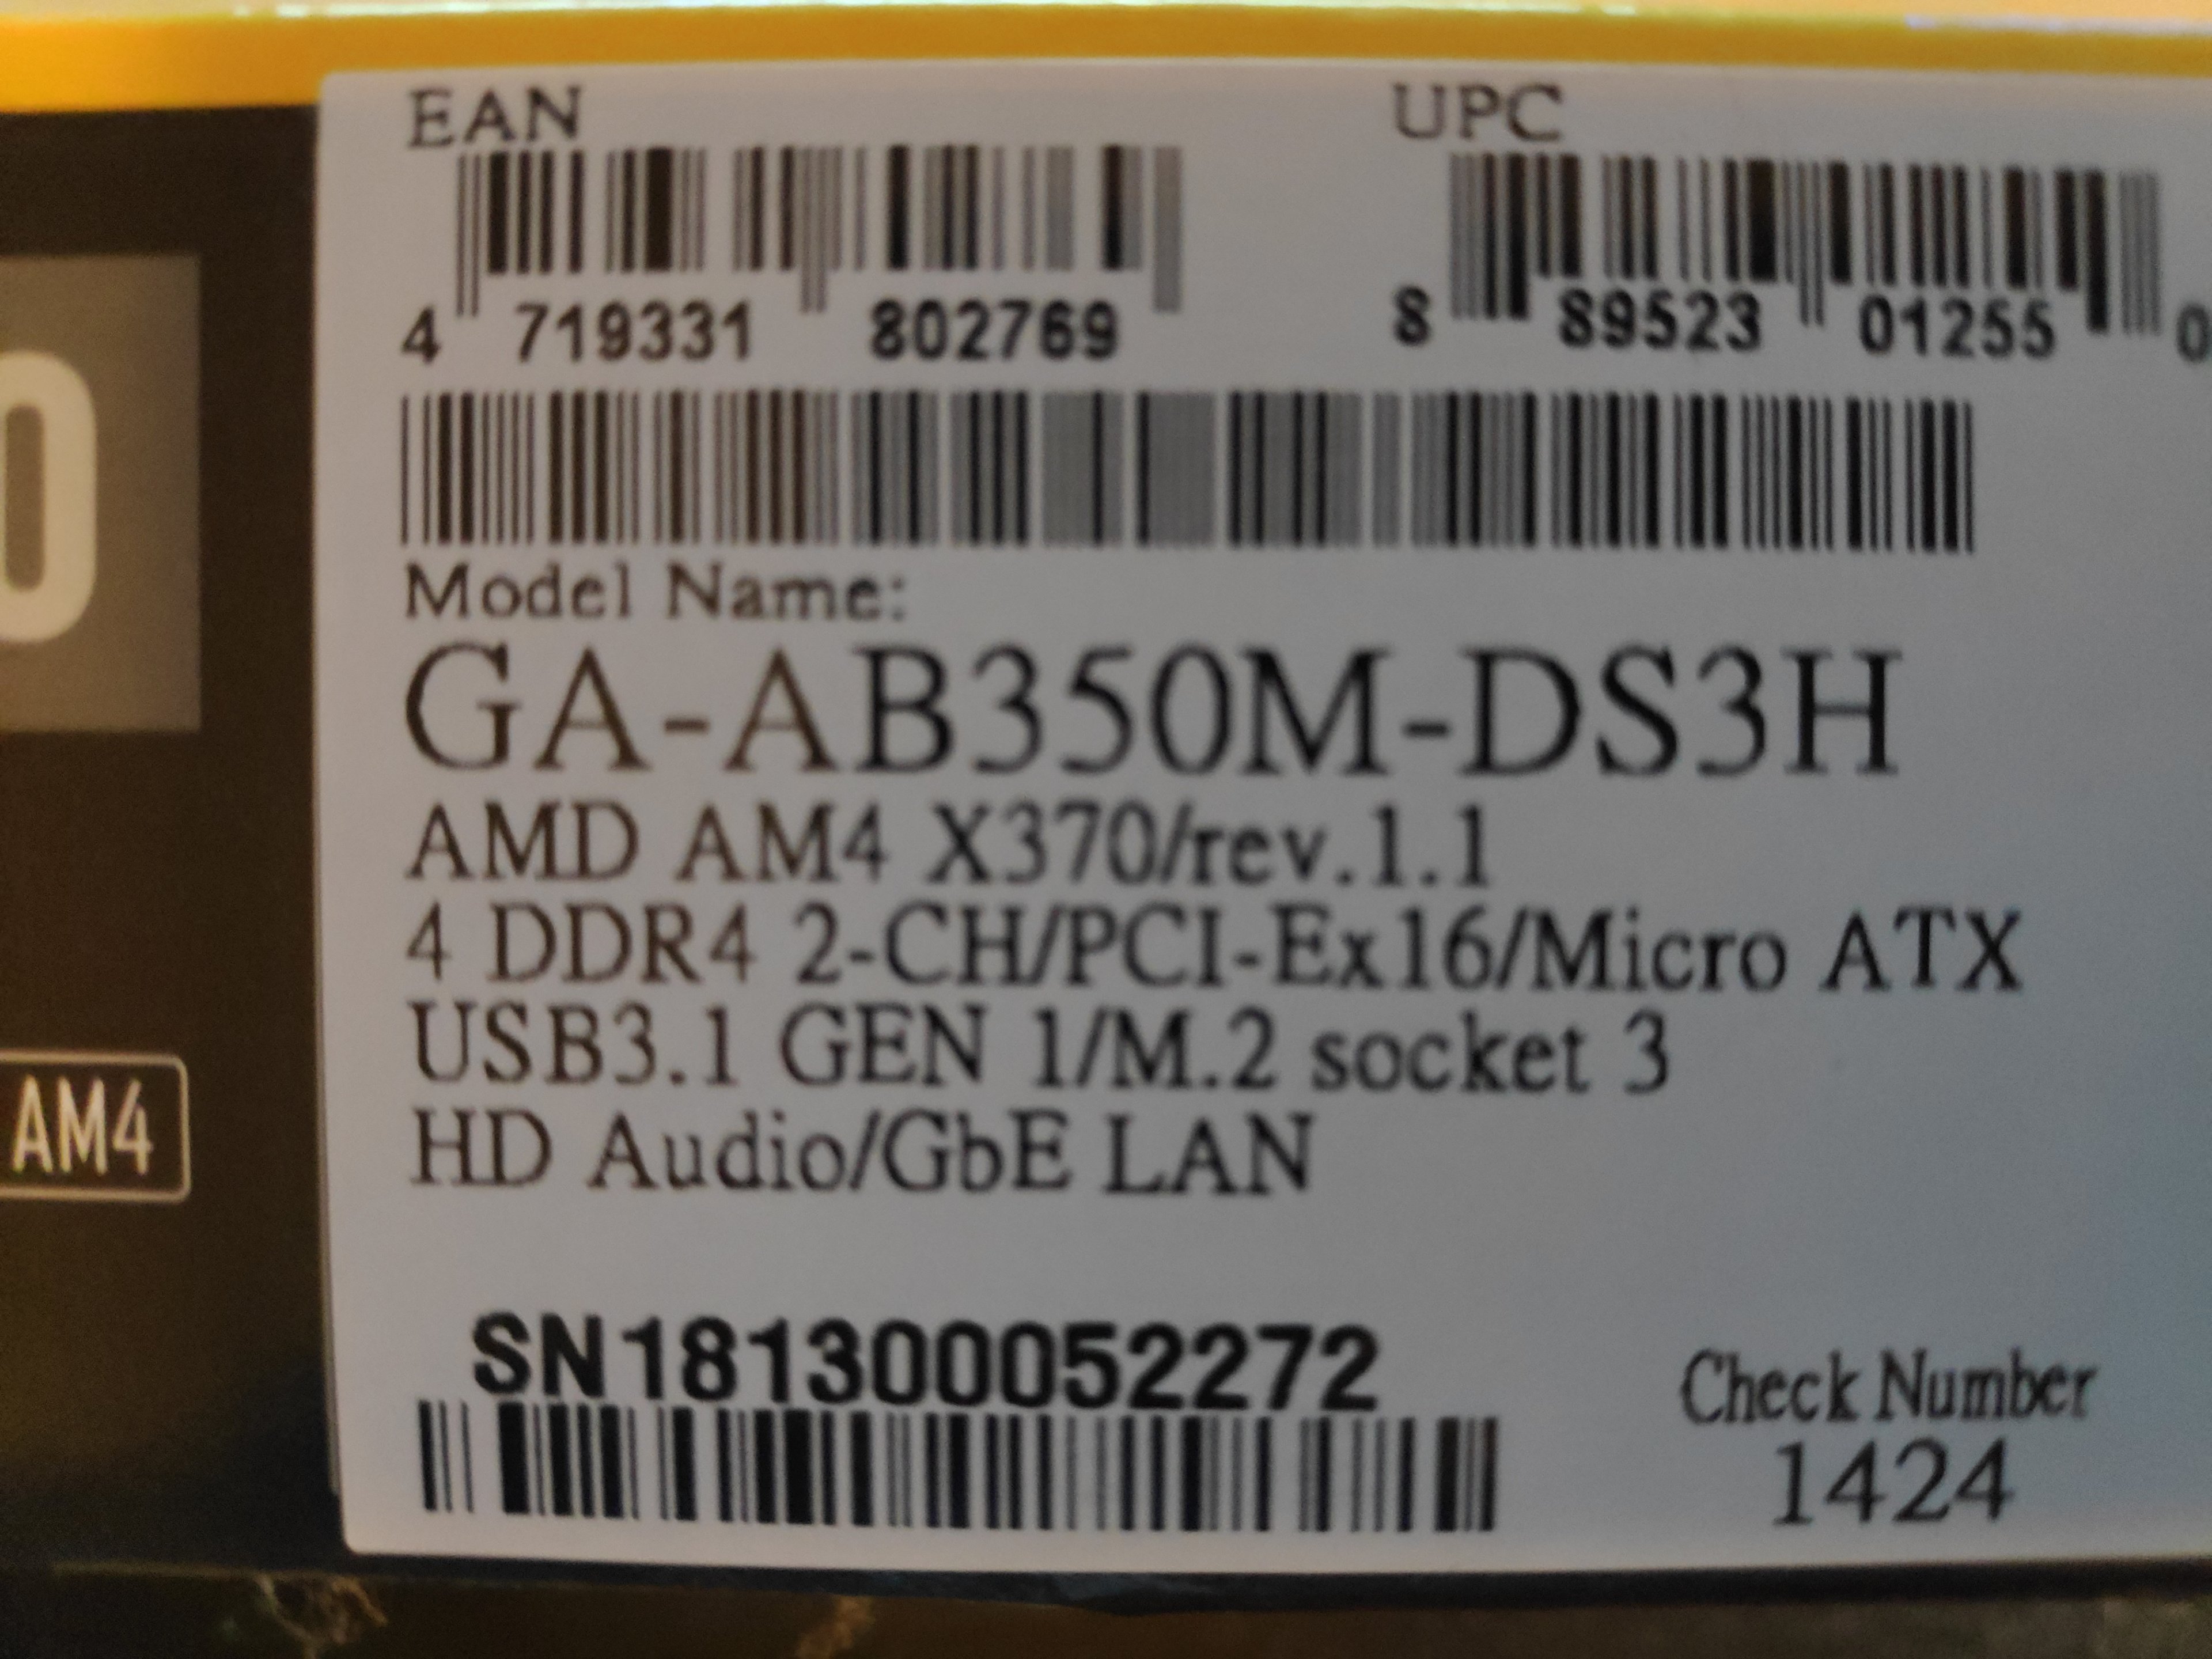 EAN
UPC
4 719331 802769
8 89523 01255 0
Model Name:
GA-AB350M-DS3H
AMD AM4 X370/rev.1.1
4 DDR4 2-CH/PCI-Ex16/Micro ATX
USB3.1 GEN 1/M.2 socket 3
HD Audio/GbE LAN
SN181300052272
Check Number
1424
0
AM4